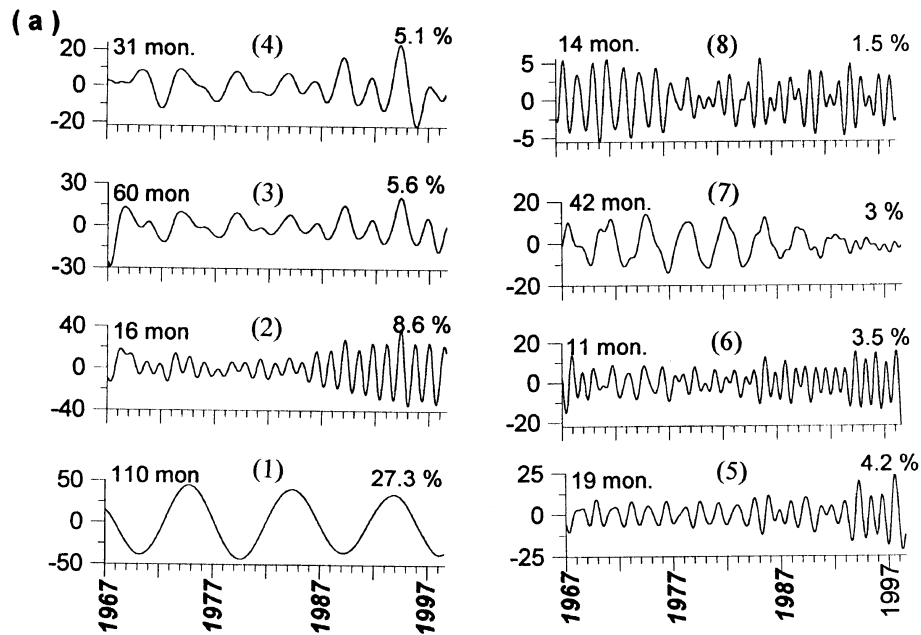 (a)
31 mon. (4) 5.1 %
20
0
-20
60 mon (3) 5.6 %
30
0
-30
16 mon (2) 8.6 %
40
0
-40
110 mon (1) 27.3 %
50
0
-50
1967 1977 1987 1997
14 mon. (8) 1.5 %
5
0
-5
42 mon. (7) 3 %
20
0
-20
11 mon. (6) 3.5 %
20
0
-20
19 mon. (5) 4.2 %
25
0
-25
1967 1977 1987 1997